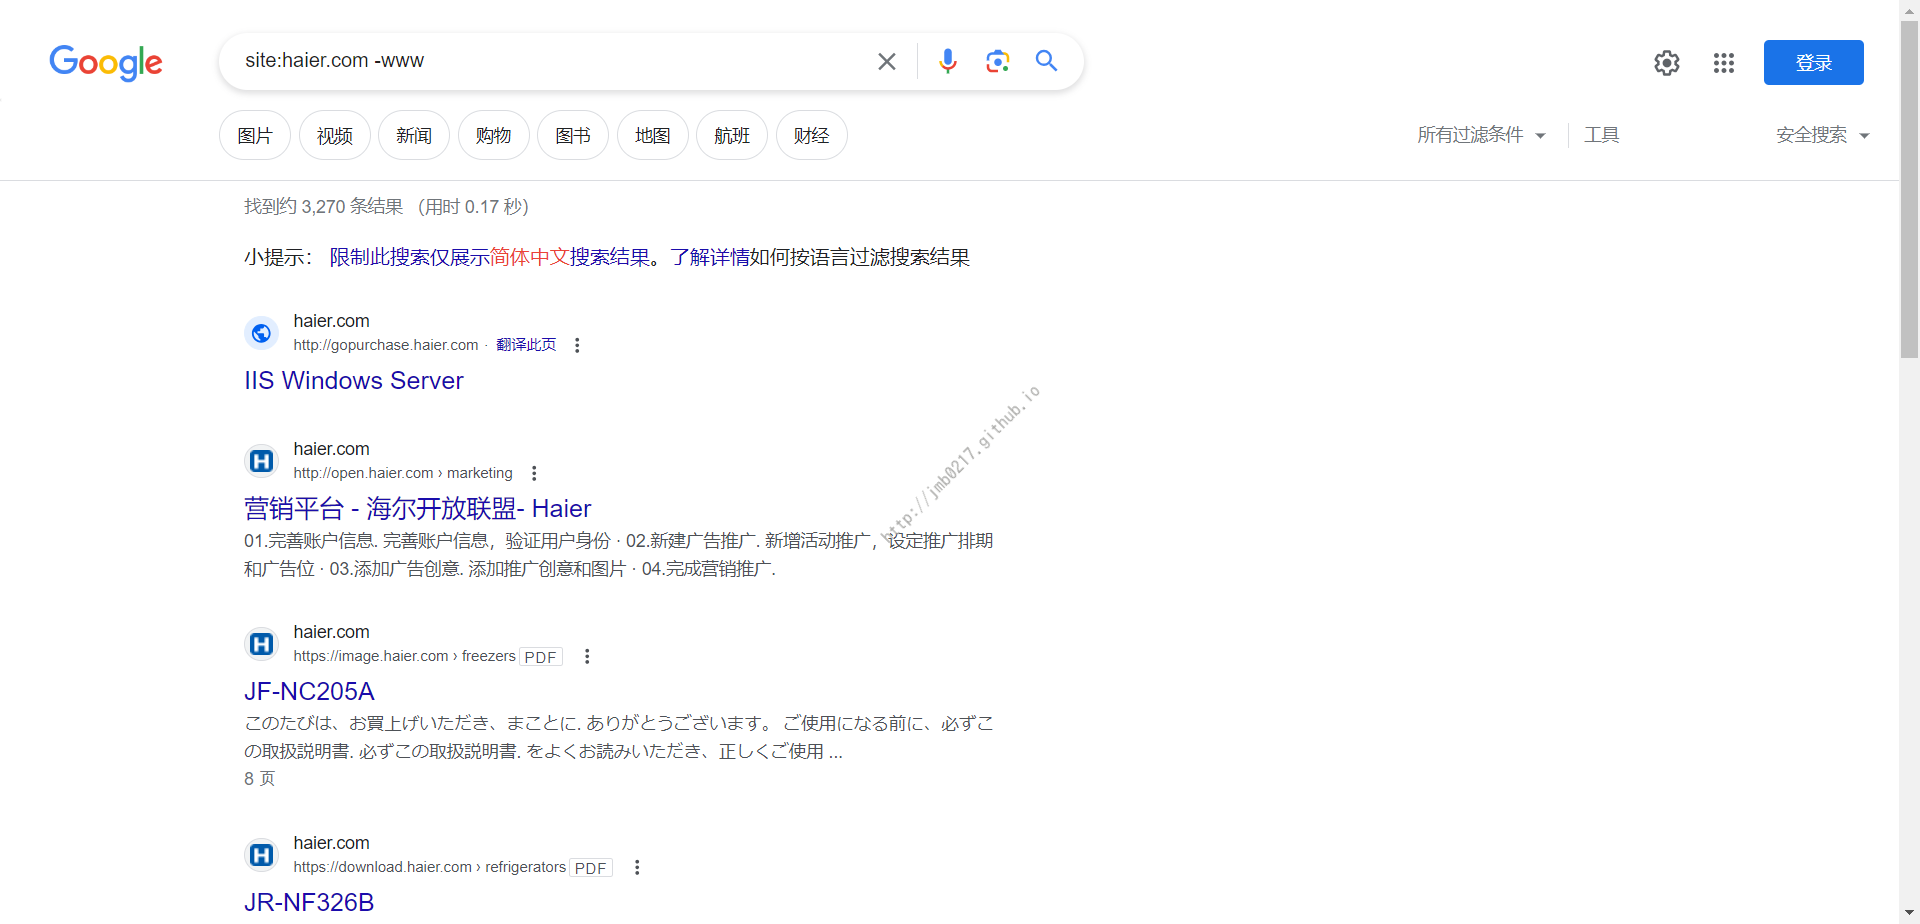 Google
site:haier.com -www
登录
图片 视频 新闻 购物 图书 地图 航班 财经
所有过滤条件 工具 安全搜索
找到约 3,270 条结果 (用时 0.17 秒)
小提示: 限制此搜索仅展示简体中文搜索结果。了解详情如何按语言过滤搜索结果
haier.com
http://gopurchase.haier.com · 翻译此页
IIS Windows Server
haier.com
http://open.haier.com › marketing
营销平台 - 海尔开放联盟- Haier
01.完善账户信息. 完善账户信息，验证用户身份 · 02.新建广告推广. 新增活动推广，设定推广排期
和广告位 · 03.添加广告创意. 添加推广创意和图片 · 04.完成营销推广.
http://jmb0217.github.io
haier.com
https://image.haier.com › freezers PDF
JF-NC205A
このたびは、お買上げいただき、まことに. ありがとうございます。 ご使用になる前に、必ずこ
の取扱説明書. 必ずこの取扱説明書. をよくお読みいただき、正しくご使用 ...
8 页
haier.com
https://download.haier.com › refrigerators PDF
JR-NF326B